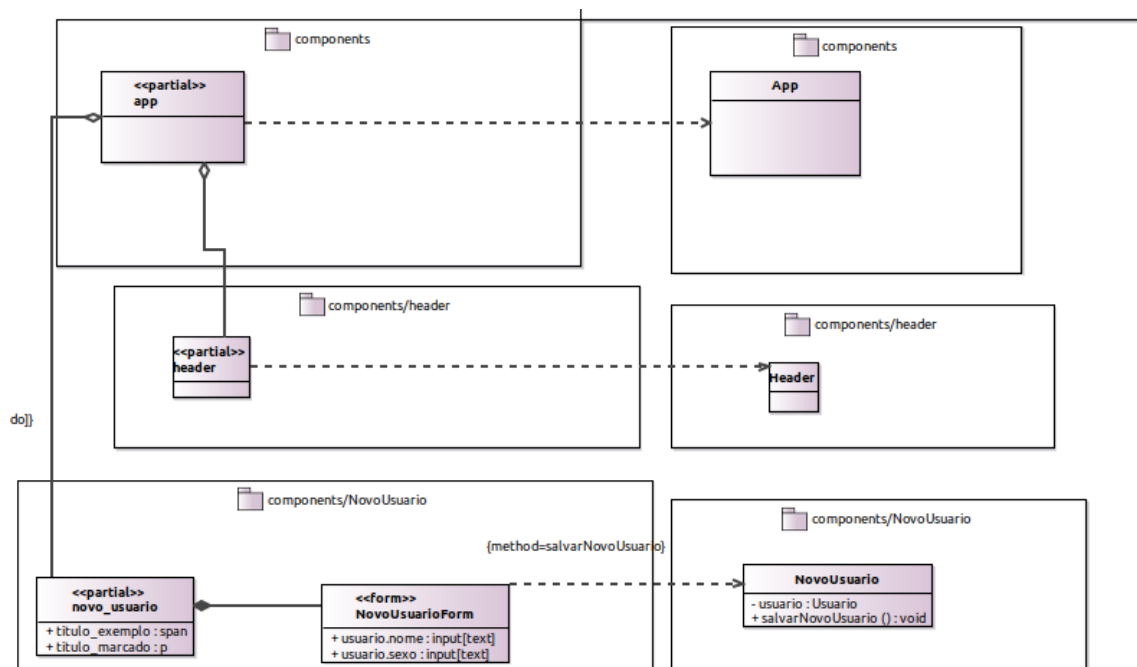 components
components
<<partial>>
app
App
components/header
components/header
<<partial>>
header
Header
do]}
components/NovoUsuario
components/NovoUsuario
{method=salvarNovoUsuario}
<<partial>>
novo_usuario
+ titulo_exemplo : span
+ titulo_marcado : p
<<form>>
NovoUsuarioForm
+ usuario.nome : input[text]
+ usuario.sexo : input[text]
NovoUsuario
- usuario : Usuario
+ salvarNovoUsuario () : void